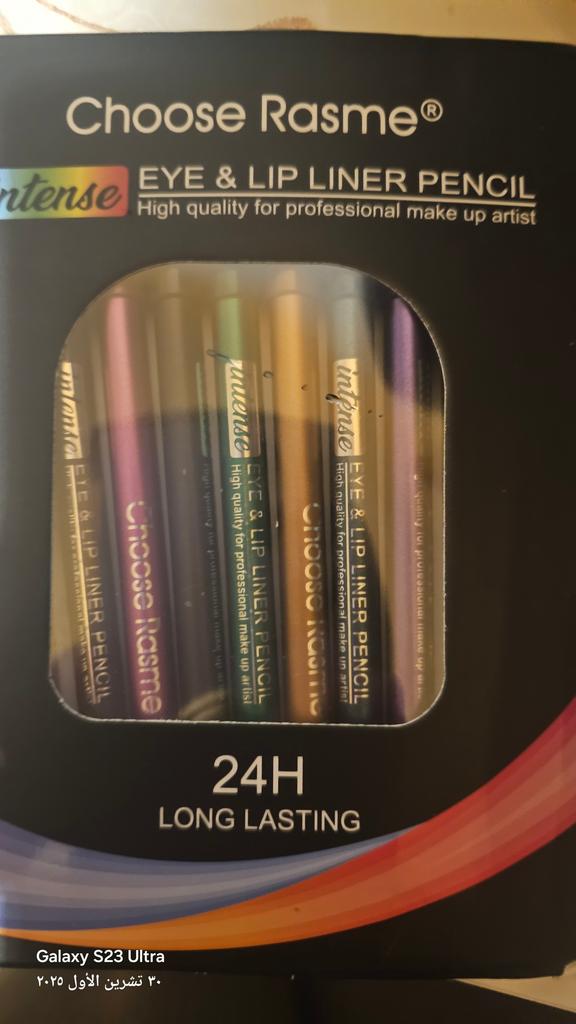 Choose Rasme®
intense
EYE & LIP LINER PENCIL
High quality for professional make up artist
intense
EYE & LIP LINER PENCIL
Choose Rasme
intense
EYE & LIP LINER PENCIL
High quality for professional make up artist
Choose Rasme
intense
EYE & LIP LINER PENCIL
High quality for professional make up artist
24H
LONG LASTING
Galaxy S23 Ultra
٣٠ تشرين الأول ٢٠٢٥